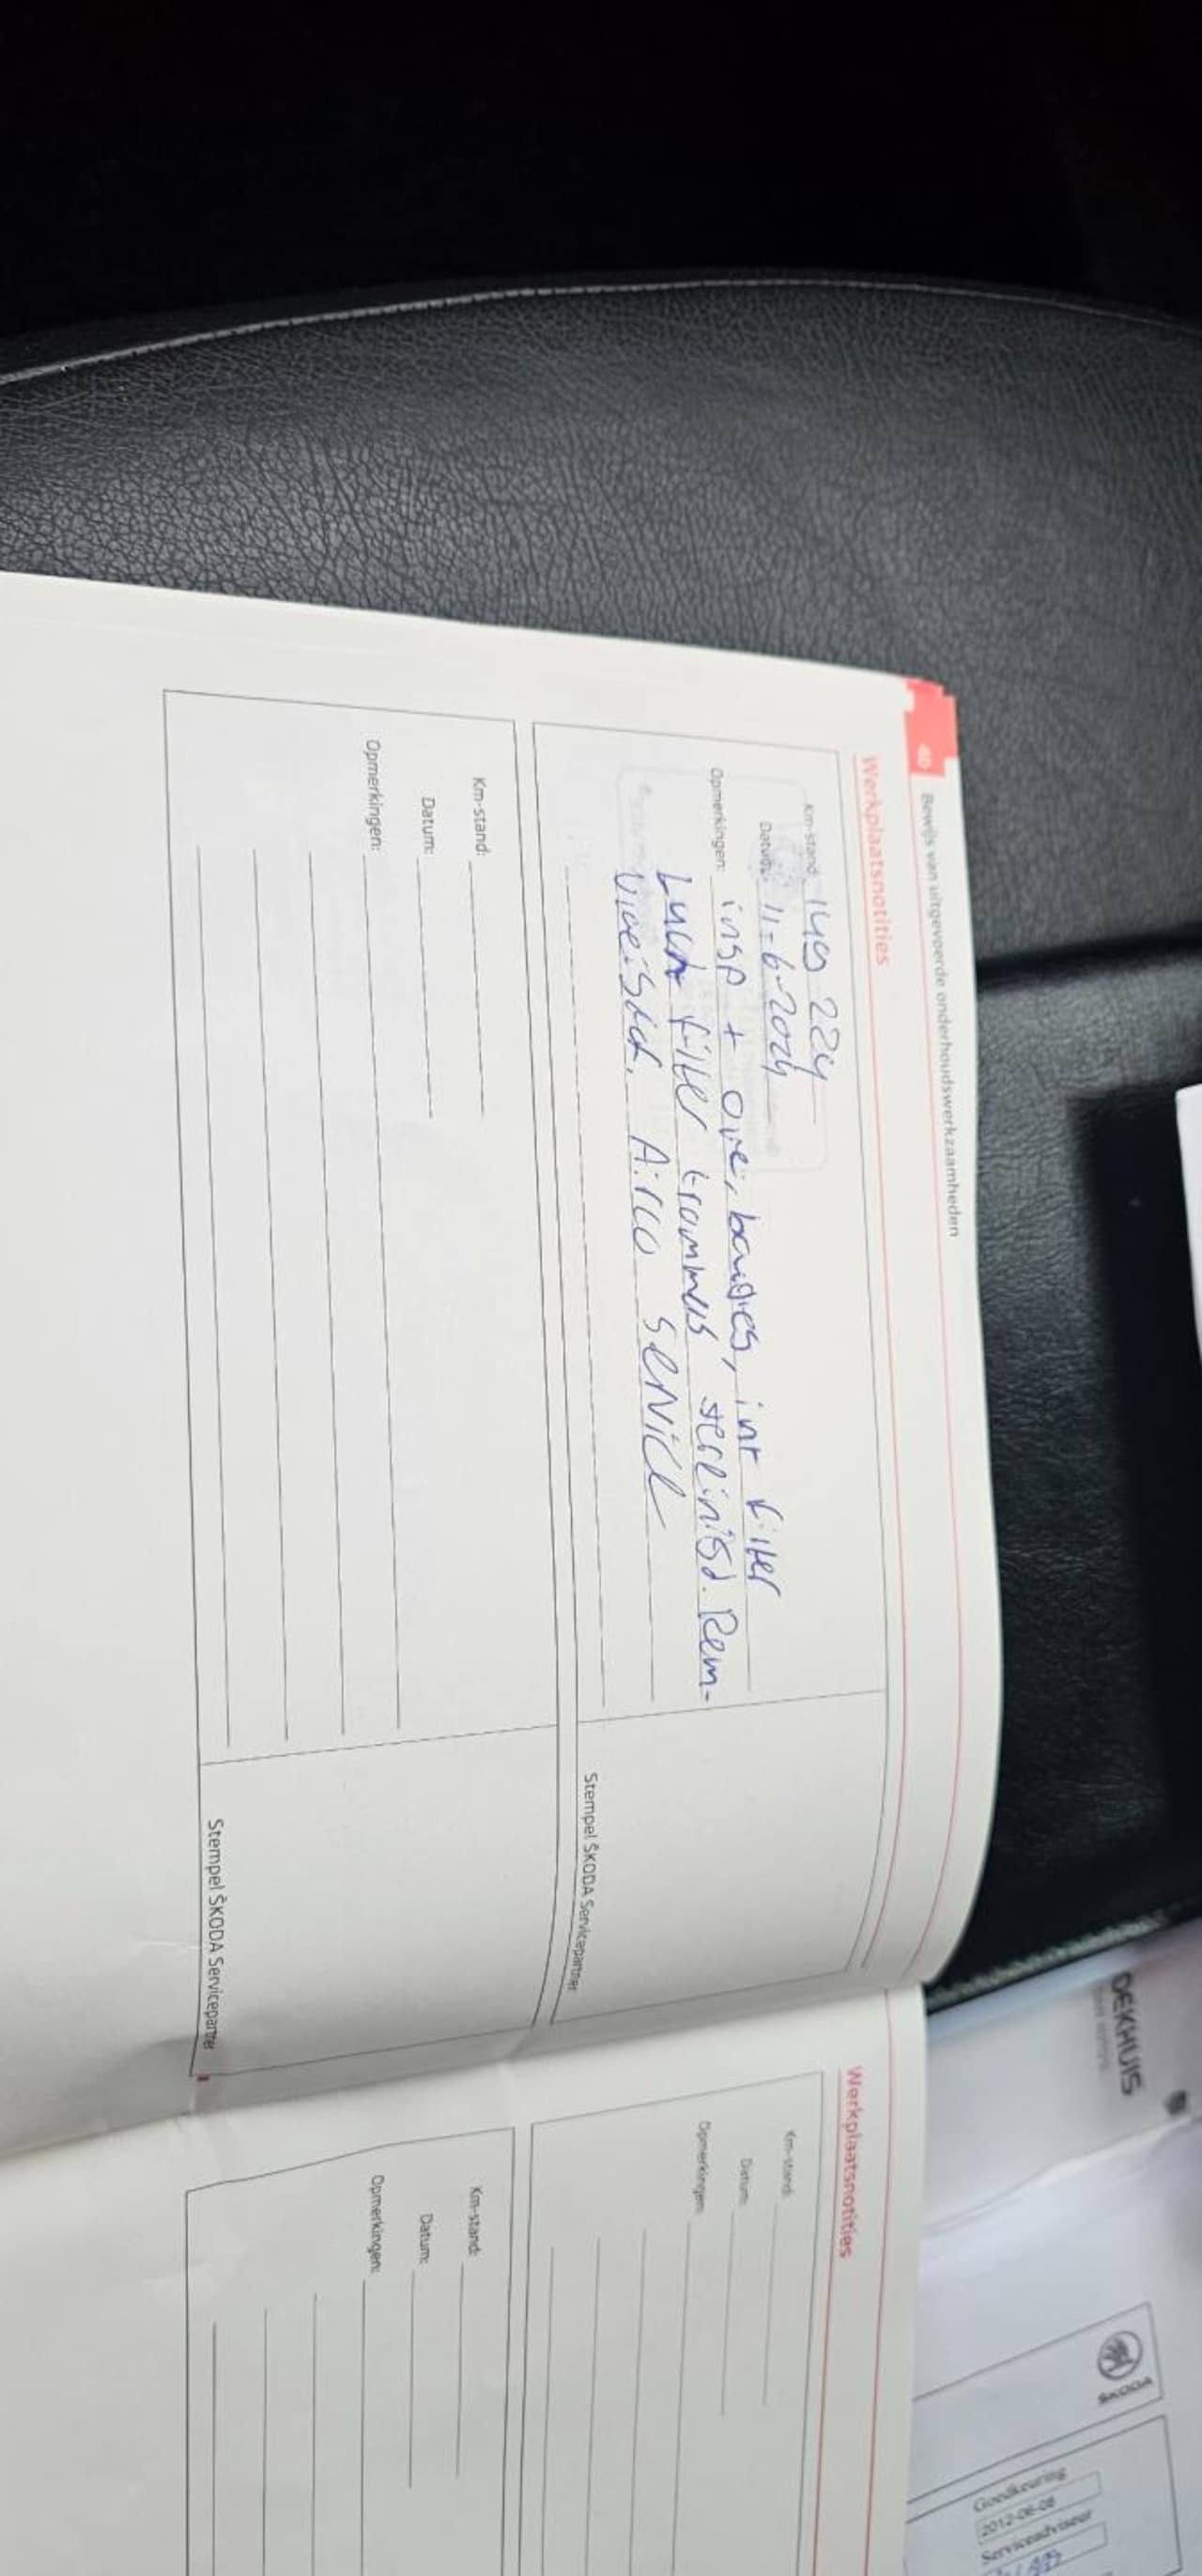 40 Bewijs van uitgevoerde onderhoudswerkzaamheden
Werkplaatsnotities
Km-stand: 149 224
Datum: 11-6-2024
Opmerkingen: insp + olie, bougies, int filter
Lucht filter trommels gereinigd. Rem-
vloeistof. Airco service
Stempel ŠKODA Servicepartner
Km-stand:
Datum:
Opmerkingen:
Stempel ŠKODA Servicepartner
Werkplaatsnotities
Km-stand:
Datum:
Opmerkingen:
Km-stand:
Datum:
Opmerkingen:
DEKHUIS
ŠKODA
Goedkeuring
2012-06-08
Serviceadviseur